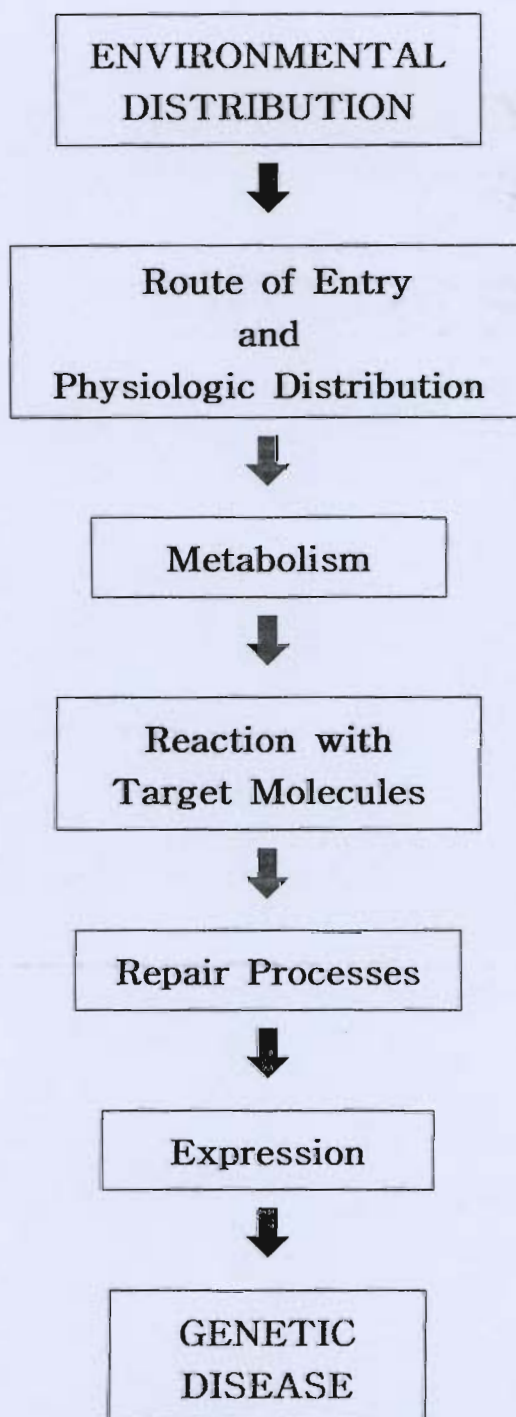 ENVIRONMENTAL
DISTRIBUTION
Route of Entry
and
Physiologic Distribution
Metabolism
Reaction with
Target Molecules
Repair Processes
Expression
GENETIC
DISEASE